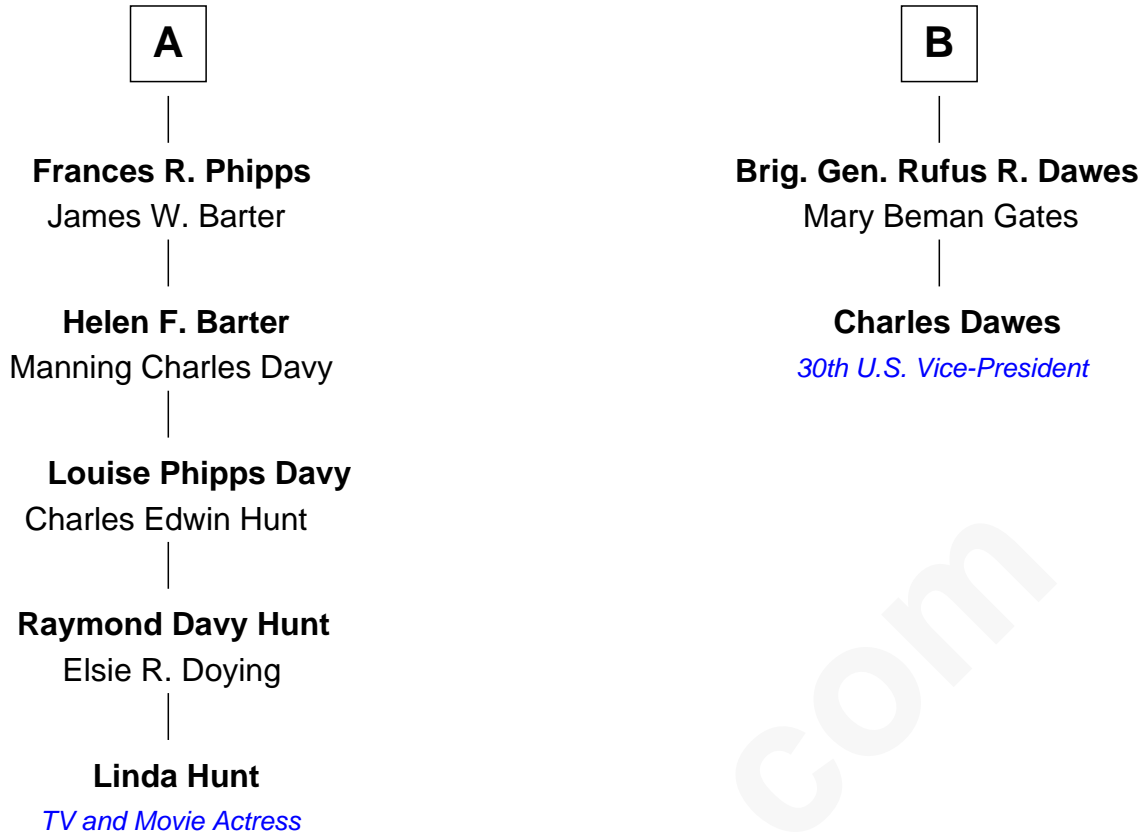 A
Frances R. Phipps
James W. Barter
Helen F. Barter
Manning Charles Davy
Louise Phipps Davy
Charles Edwin Hunt
Raymond Davy Hunt
Elsie R. Doying
Linda Hunt
TV and Movie Actress
B
Brig. Gen. Rufus R. Dawes
Mary Beman Gates
Charles Dawes
30th U.S. Vice-President
com